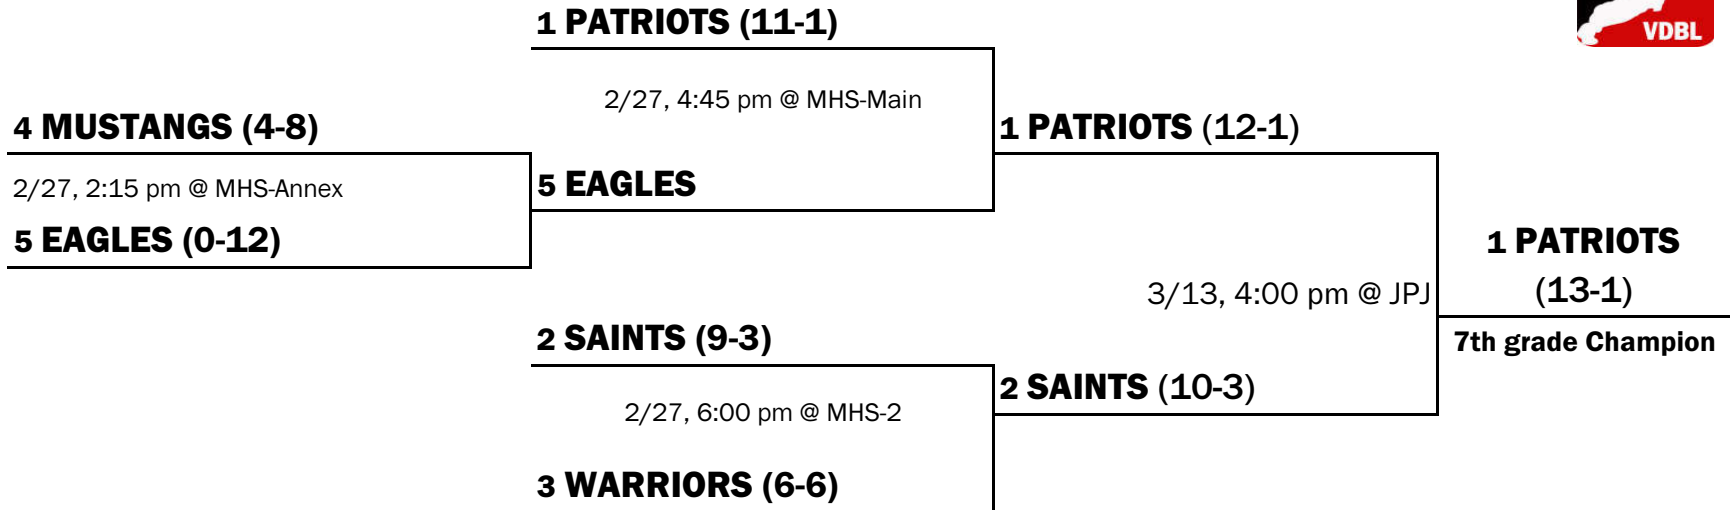 1 PATRIOTS (11-1)
VDBL
2/27, 4:45 pm @ MHS-Main
4 MUSTANGS (4-8)
1 PATRIOTS (12-1)
2/27, 2:15 pm @ MHS-Annex
5 EAGLES
5 EAGLES (0-12)
1 PATRIOTS
(13-1)
3/13, 4:00 pm @ JPJ
7th grade Champion
2 SAINTS (9-3)
2 SAINTS (10-3)
2/27, 6:00 pm @ MHS-2
3 WARRIORS (6-6)